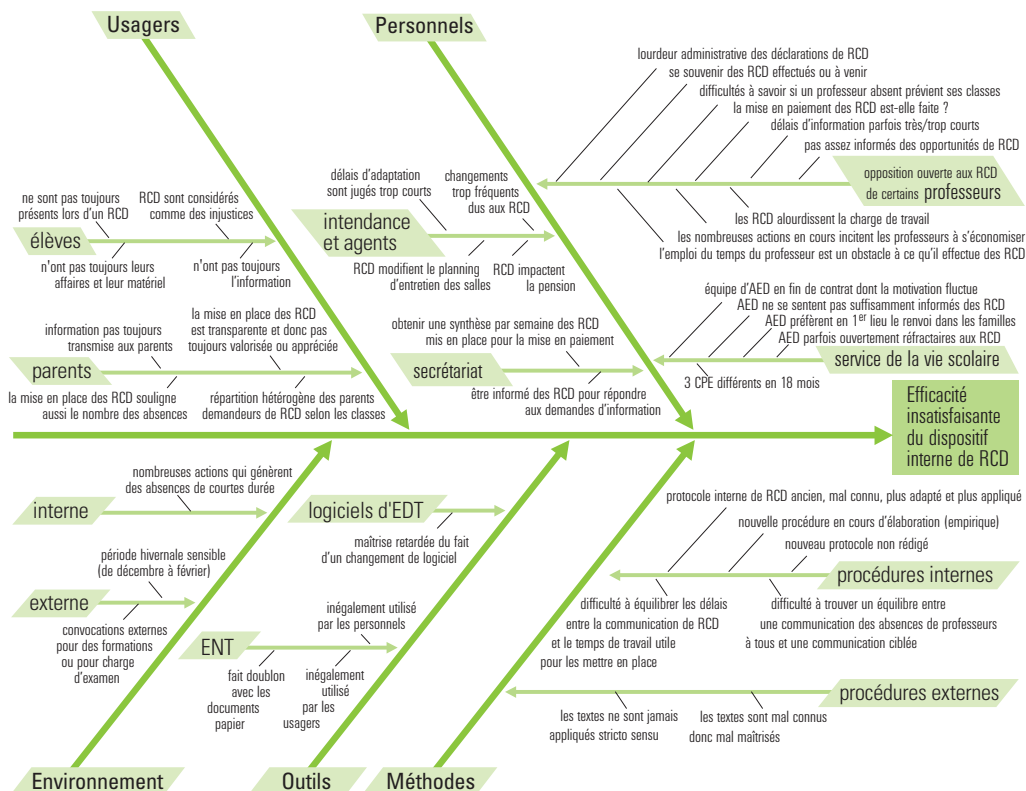 Usagers
Personnels
lourdeur administrative des déclarations de RCD
se souvenir des RCD effectués ou à venir
difficultés à savoir si un professeur absent prévient ses classes
la mise en paiement des RCD est-elle faite ?
délais d'information parfois très/trop courts
pas assez informés des opportunités de RCD
opposition ouverte aux RCD
de certains professeurs
les RCD alourdissent la charge de travail
les nombreuses actions en cours incitent les professeurs à s'économiser
l'emploi du temps du professeur est un obstacle à ce qu'il effectue des RCD
délais d'adaptation
sont jugés trop courts
changements
trop fréquents
dus aux RCD
intendance
et agents
RCD modifient le planning
d'entretien des salles
RCD impactent
la pension
ne sont pas toujours
présents lors d'un RCD
RCD sont considérés
comme des injustices
élèves
n'ont pas toujours leurs
affaires et leur matériel
n'ont pas toujours
l'information
équipe d'AED en fin de contrat dont la motivation fluctue
AED ne se sentent pas suffisamment informés des RCD
AED préfèrent en 1er lieu le renvoi dans les familles
AED parfois ouvertement réfractaires aux RCD
service de la vie scolaire
3 CPE différents en 18 mois
obtenir une synthèse par semaine des RCD
mis en place pour la mise en paiement
secrétariat
être informé des RCD pour répondre
aux demandes d'information
information pas toujours
transmise aux parents
la mise en place des RCD
est transparente et donc pas
toujours valorisée ou appréciée
parents
la mise en place des RCD souligne
aussi le nombre des absences
répartition hétérogène des parents
demandeurs de RCD selon les classes
Efficacité
insatisfaisante
du dispositif
interne de RCD
nombreuses actions qui génèrent
des absences de courtes durée
interne
période hivernale sensible
(de décembre à février)
externe
convocations externes
pour des formations
ou pour charge
d'examen
logiciels d'EDT
maîtrise retardée du fait
d'un changement de logiciel
inégalement utilisé
par les personnels
ENT
fait doublon
avec les
documents
papier
inégalement
utilisé
par les
usagers
protocole interne de RCD ancien, mal connu, plus adapté et plus appliqué
nouvelle procédure en cours d'élaboration (empirique)
nouveau protocole non rédigé
procédures internes
difficulté à équilibrer les délais
entre la communication de RCD
et le temps de travail utile
pour les mettre en place
difficulté à trouver un équilibre entre
une communication des absences de professeurs
à tous et une communication ciblée
procédures externes
les textes ne sont jamais
appliqués stricto sensu
les textes sont mal connus
donc mal maîtrisés
Environnement
Outils
Méthodes